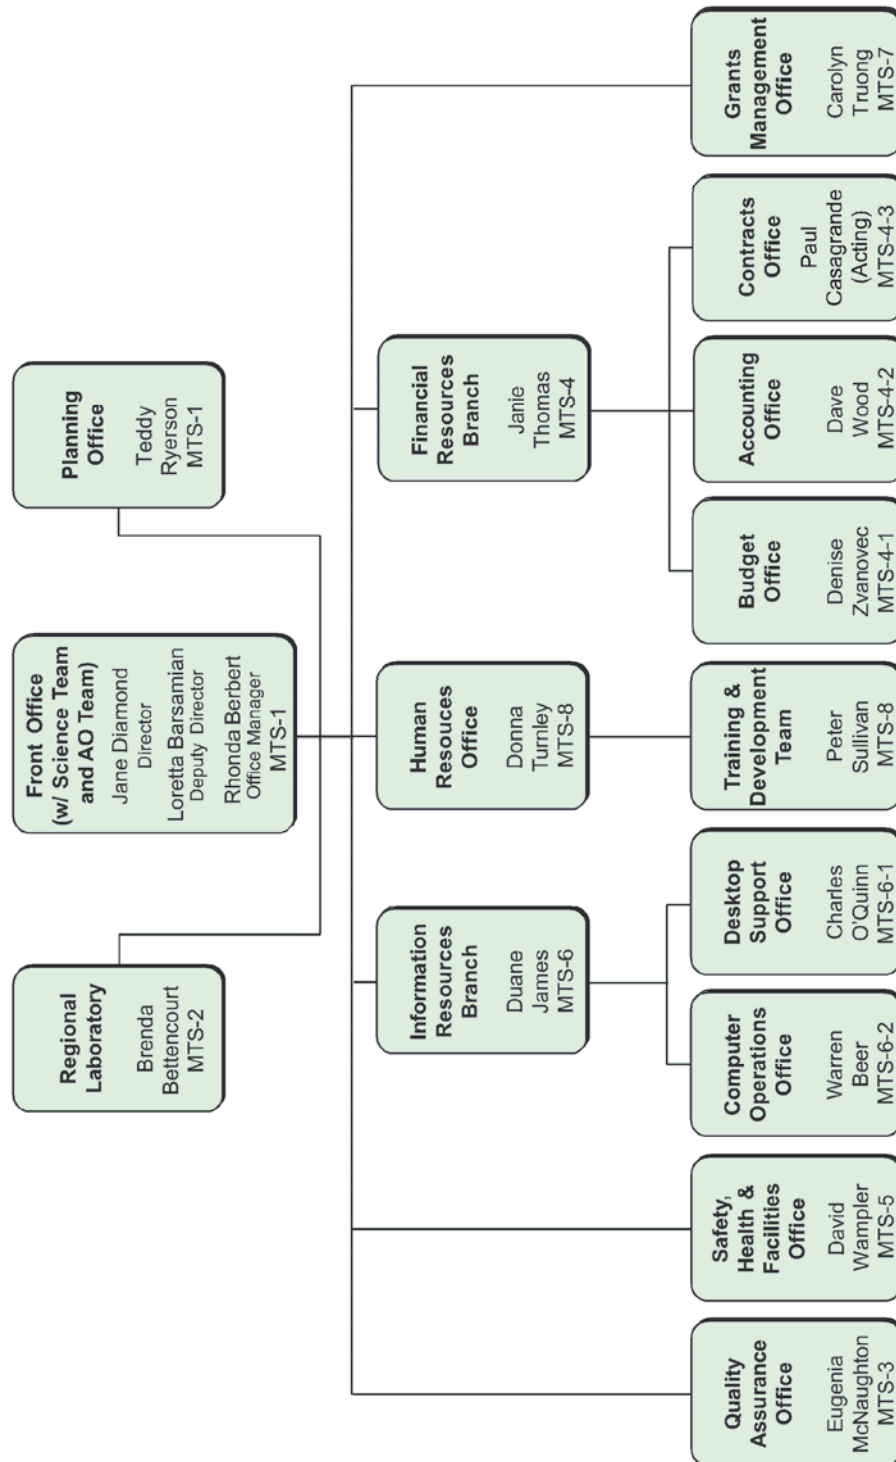 Regional
Laboratory
Brenda
Bettencourt
MTS-2
Front Office
(w/ Science Team
and AO Team)
Jane Diamond
Director
Loretta Barsamian
Deputy Director
Rhonda Berbert
Office Manager
MTS-1
Planning
Office
Teddy
Ryerson
MTS-1
Information
Resources
Branch
Duane
James
MTS-6
Human
Resouces
Office
Donna
Turnley
MTS-8
Financial
Resources
Branch
Janie
Thomas
MTS-4
Quality
Assurance
Office
Eugenia
McNaughton
MTS-3
Safety,
Health &
Facilities
Office
David
Wampler
MTS-5
Computer
Operations
Office
Warren
Beer
MTS-6-2
Desktop
Support
Office
Charles
O'Quinn
MTS-6-1
Training &
Development
Team
Peter
Sullivan
MTS-8
Budget
Office
Denise
Zvanovec
MTS-4-1
Accounting
Office
Dave
Wood
MTS-4-2
Contracts
Office
Paul
Casagrande
(Acting)
MTS-4-3
Grants
Management
Office
Carolyn
Truong
MTS-7